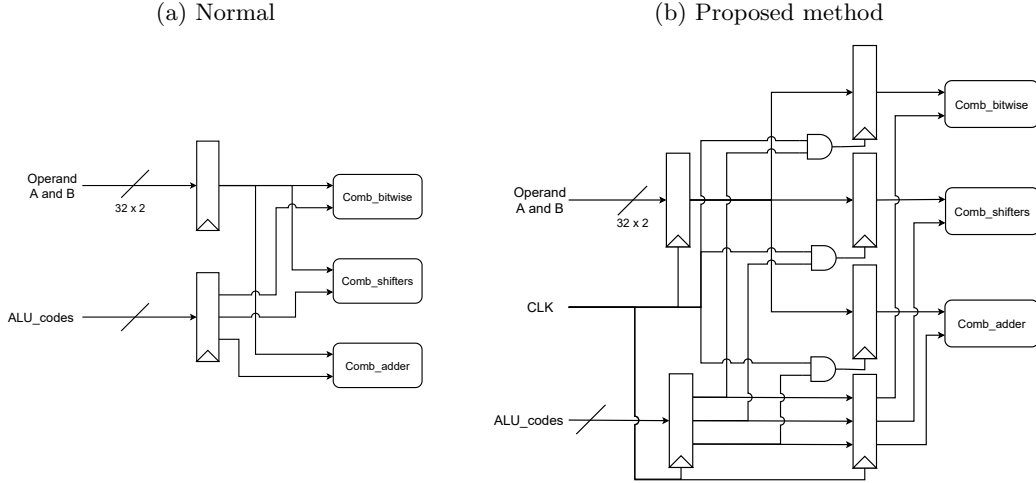 (a) Normal
Operand
A and B
32 x 2
ALU_codes
Comb_bitwise
Comb_shifters
Comb_adder
(b) Proposed method
Operand
A and B
32 x 2
CLK
ALU_codes
Comb_bitwise
Comb_shifters
Comb_adder